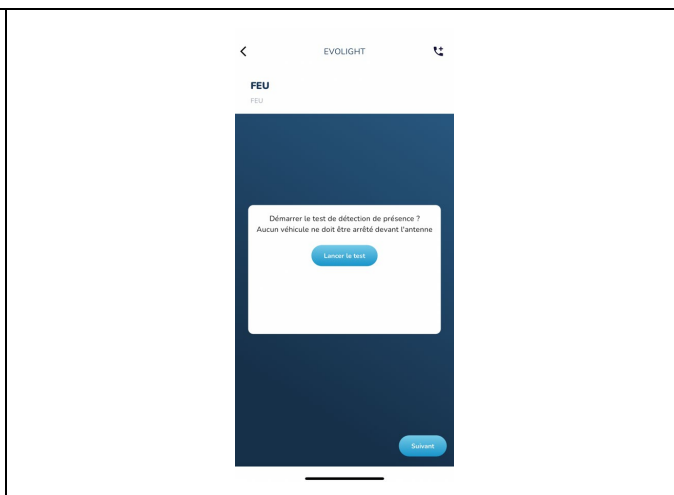 EVOLIGHT
FEU
FEU
Démarrer le test de détection de présence ?
Aucun véhicule ne doit être arrêté devant l'antenne
Lancer le test
Suivant